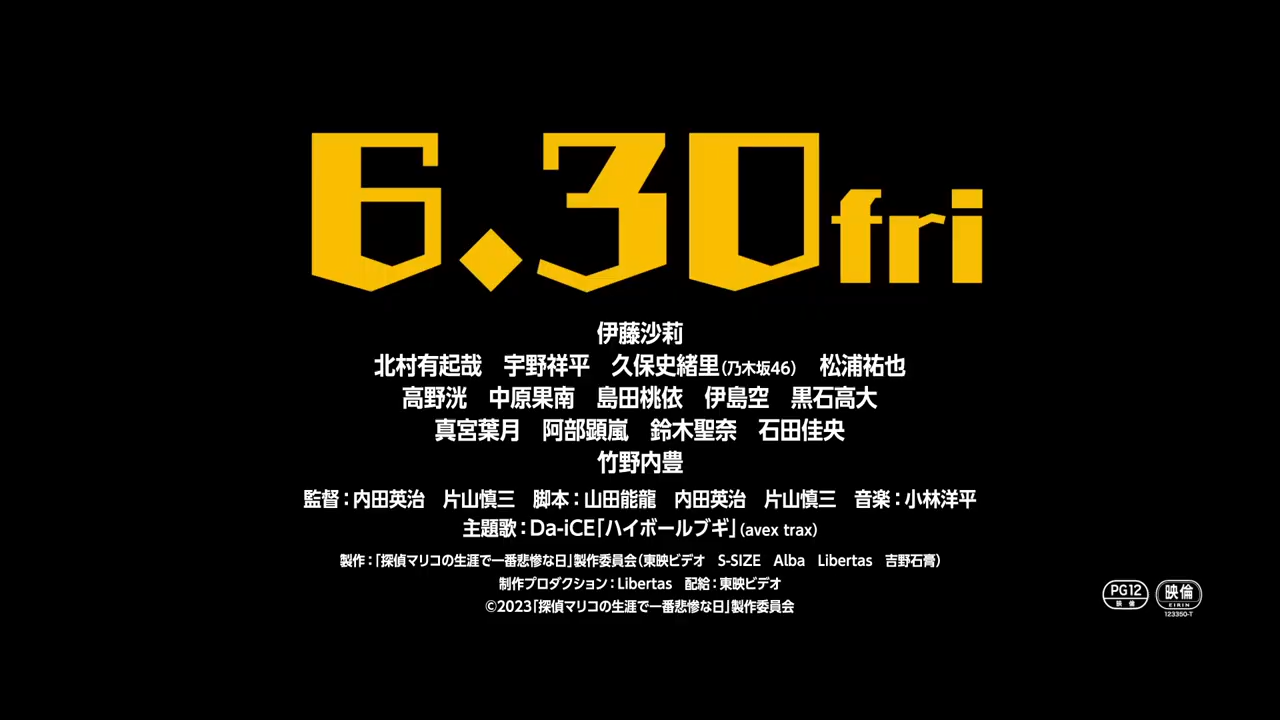 6.30fri
伊藤沙莉
北村有起哉　宇野祥平　久保史緒里（乃木坂46）　松浦祐也
高野洸　中原果南　島田桃依　伊島空　黒石高大
真宮葉月　阿部顕嵐　鈴木聖奈　石田佳央
竹野内豊
監督：内田英治　片山慎三　脚本：山田能龍　内田英治　片山慎三　音楽：小林洋平
主題歌：Da-iCE「ハイボールブギ」（avex trax）
製作：「探偵マリコの生涯で一番悲惨な日」製作委員会（東映ビデオ　S-SIZE　Alba　Libertas　吉野石膏）
制作プロダクション：Libertas　配給：東映ビデオ
©2023「探偵マリコの生涯で一番悲惨な日」製作委員会
PG12
映倫
映倫
EIRIN
123350-T